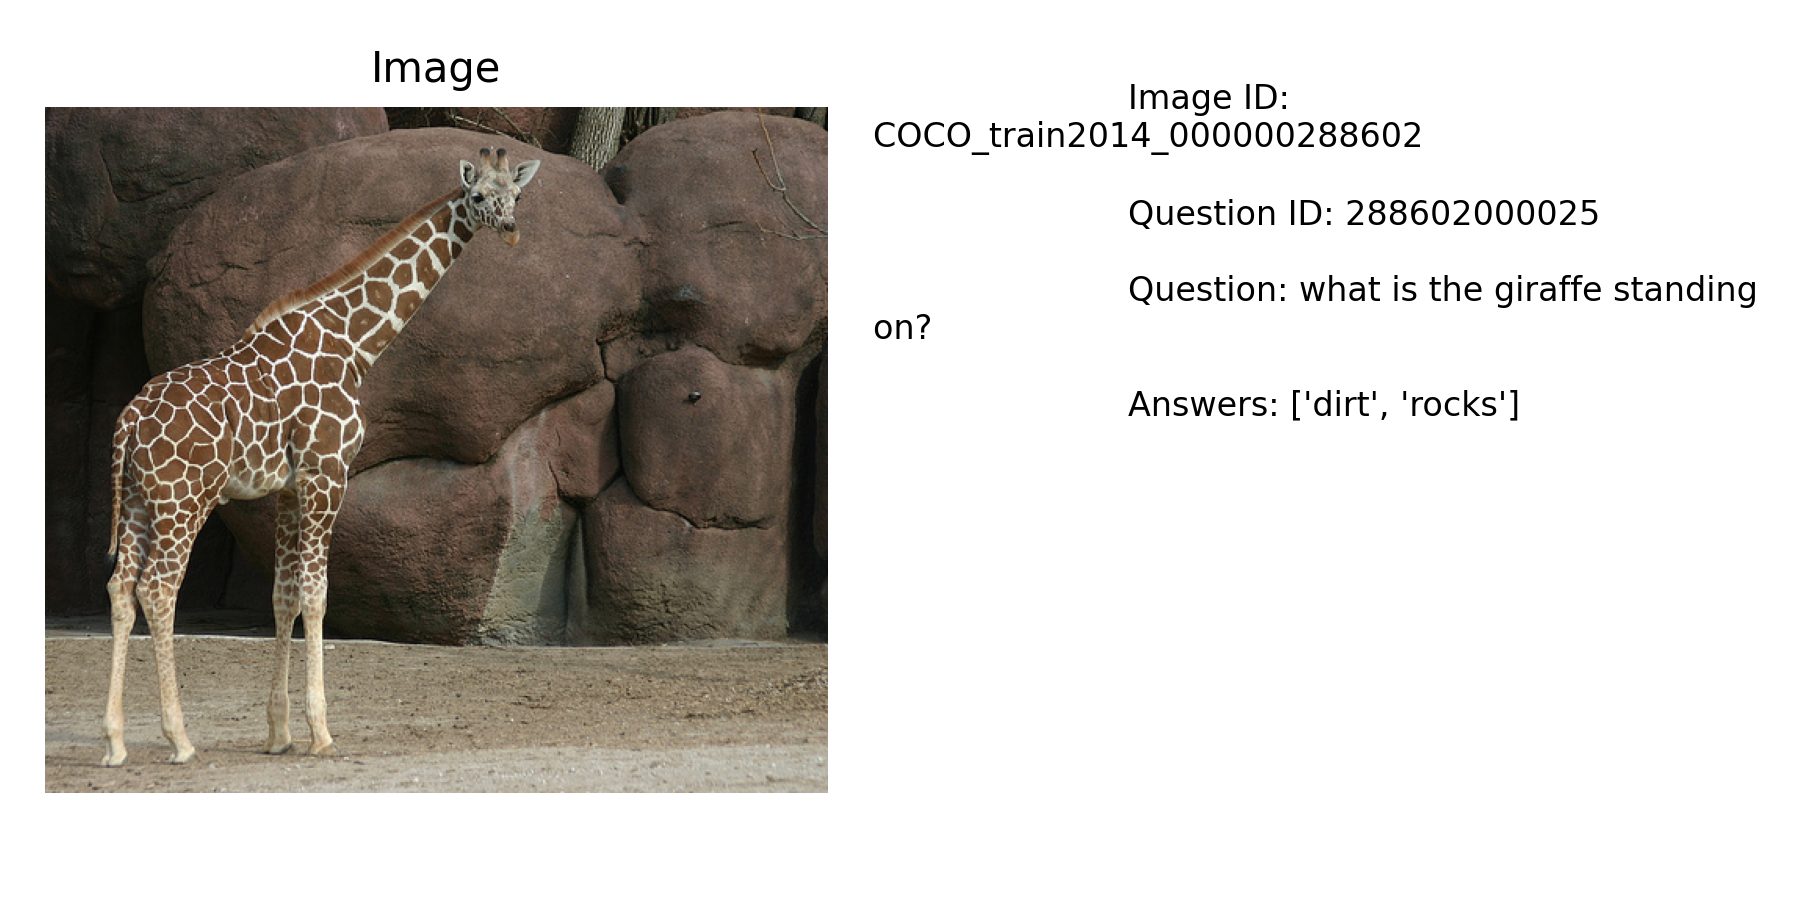 Image
Image ID:
COCO_train2014_000000288602
Question ID: 288602000025
Question: what is the giraffe standing
on?
Answers: ['dirt', 'rocks']